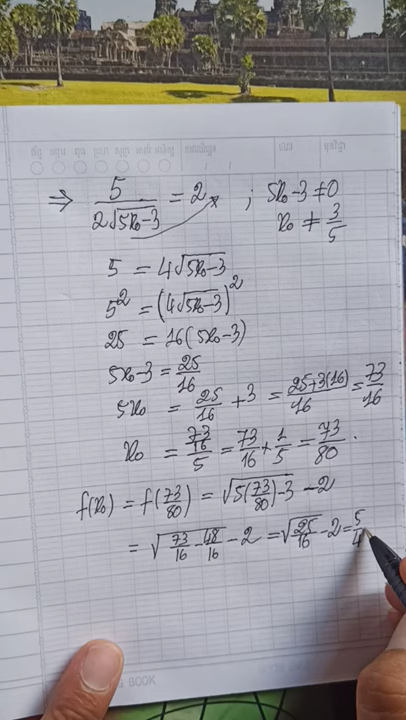 ⇒ 5/(2√(5x₀-3)) = 2 ; 5x₀-3 ≠ 0
x₀ ≠ 3/5
5 = 4√(5x₀-3)
5² = (4√(5x₀-3))²
25 = 16(5x₀-3)
5x₀-3 = 25/16
5x₀ = 25/16 + 3 = (25+3(16))/16 = 73/16
x₀ = (73/16)/5 = 73/16 + 1/5 = 73/80 .
f(x₀) = f(73/80) = √(5(73/80)-3) - 2
= √(73/16 - 48/16) - 2 = √(25/16) - 2 = 5/4
BOOK